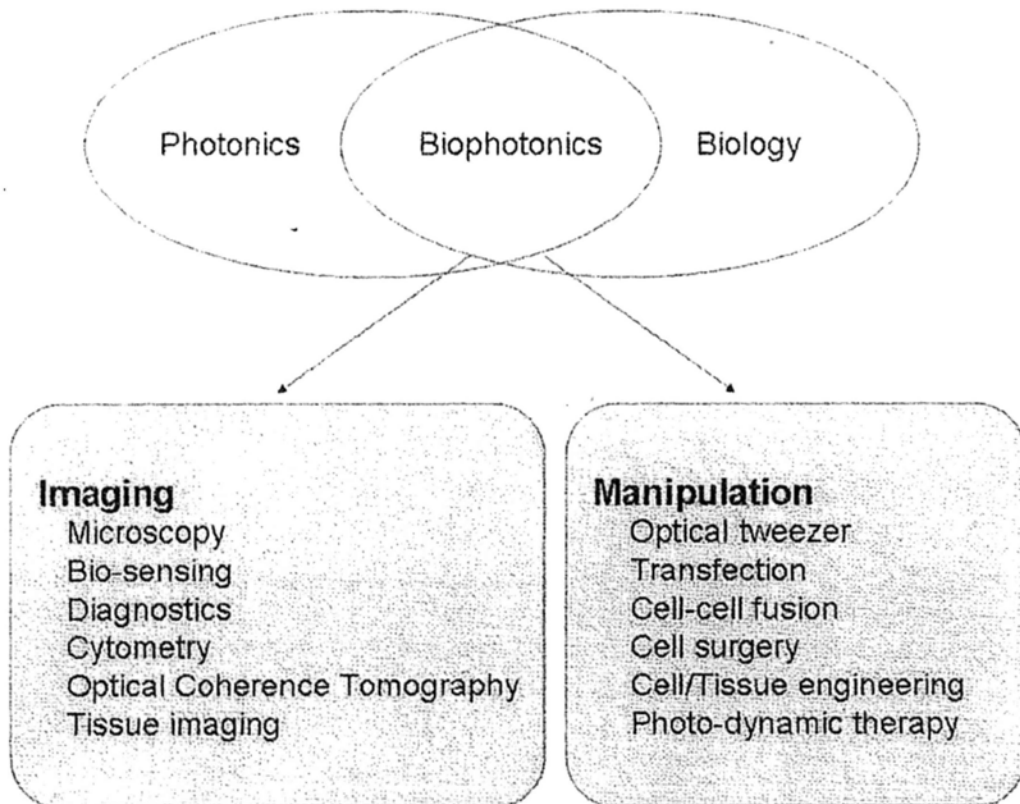 Photonics Biophotonics Biology
Imaging
Microscopy
Bio-sensing
Diagnostics
Cytometry
Optical Coherence Tomography
Tissue imaging
Manipulation
Optical tweezer
Transfection
Cell-cell fusion
Cell surgery
Cell/Tissue engineering
Photo-dynamic therapy